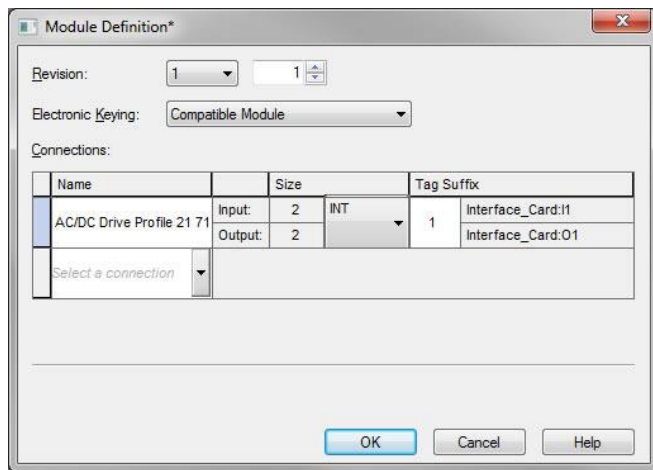 Module Definition*
Revision: 1 1
Electronic Keying: Compatible Module
Connections:
Name Size Tag Suffix
AC/DC Drive Profile 21 71 Input: 2 INT 1 Interface_Card:I1
Output: 2 Interface_Card:O1
Select a connection
OK Cancel Help